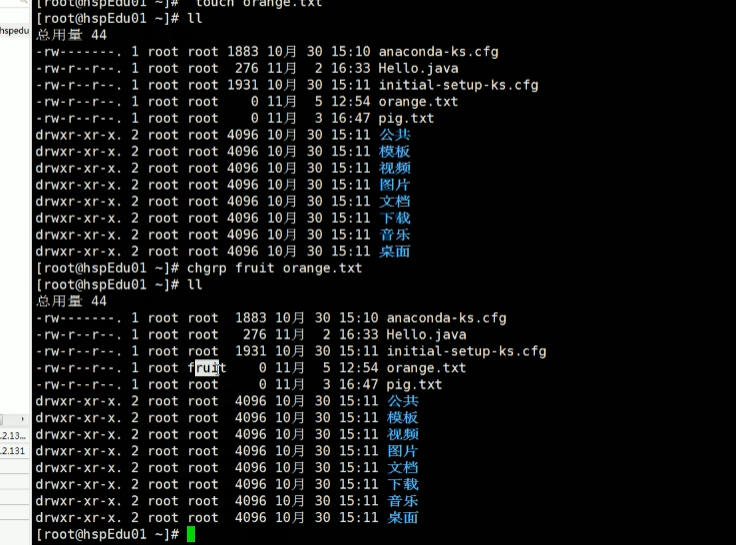 [root@hspEdu01 ~]# touch orange.txt
[root@hspEdu01 ~]# ll
总用量 44
-rw-------. 1 root root 1883 10月 30 15:10 anaconda-ks.cfg
-rw-r--r--. 1 root root 276 11月 2 16:33 Hello.java
-rw-r--r--. 1 root root 1931 10月 30 15:11 initial-setup-ks.cfg
-rw-r--r--. 1 root root 0 11月 5 12:54 orange.txt
-rw-r--r--. 1 root root 0 11月 3 16:47 pig.txt
drwxr-xr-x. 2 root root 4096 10月 30 15:11 公共
drwxr-xr-x. 2 root root 4096 10月 30 15:11 模板
drwxr-xr-x. 2 root root 4096 10月 30 15:11 视频
drwxr-xr-x. 2 root root 4096 10月 30 15:11 图片
drwxr-xr-x. 2 root root 4096 10月 30 15:11 文档
drwxr-xr-x. 2 root root 4096 10月 30 15:11 下载
drwxr-xr-x. 2 root root 4096 10月 30 15:11 音乐
drwxr-xr-x. 2 root root 4096 10月 30 15:11 桌面
[root@hspEdu01 ~]# chgrp fruit orange.txt
[root@hspEdu01 ~]# ll
总用量 44
-rw-------. 1 root root 1883 10月 30 15:10 anaconda-ks.cfg
-rw-r--r--. 1 root root 276 11月 2 16:33 Hello.java
-rw-r--r--. 1 root root 1931 10月 30 15:11 initial-setup-ks.cfg
-rw-r--r--. 1 root fruit 0 11月 5 12:54 orange.txt
-rw-r--r--. 1 root root 0 11月 3 16:47 pig.txt
drwxr-xr-x. 2 root root 4096 10月 30 15:11 公共
drwxr-xr-x. 2 root root 4096 10月 30 15:11 模板
drwxr-xr-x. 2 root root 4096 10月 30 15:11 视频
drwxr-xr-x. 2 root root 4096 10月 30 15:11 图片
drwxr-xr-x. 2 root root 4096 10月 30 15:11 文档
drwxr-xr-x. 2 root root 4096 10月 30 15:11 下载
drwxr-xr-x. 2 root root 4096 10月 30 15:11 音乐
drwxr-xr-x. 2 root root 4096 10月 30 15:11 桌面
[root@hspEdu01 ~]#
hspedu
.2.13...
.2.131